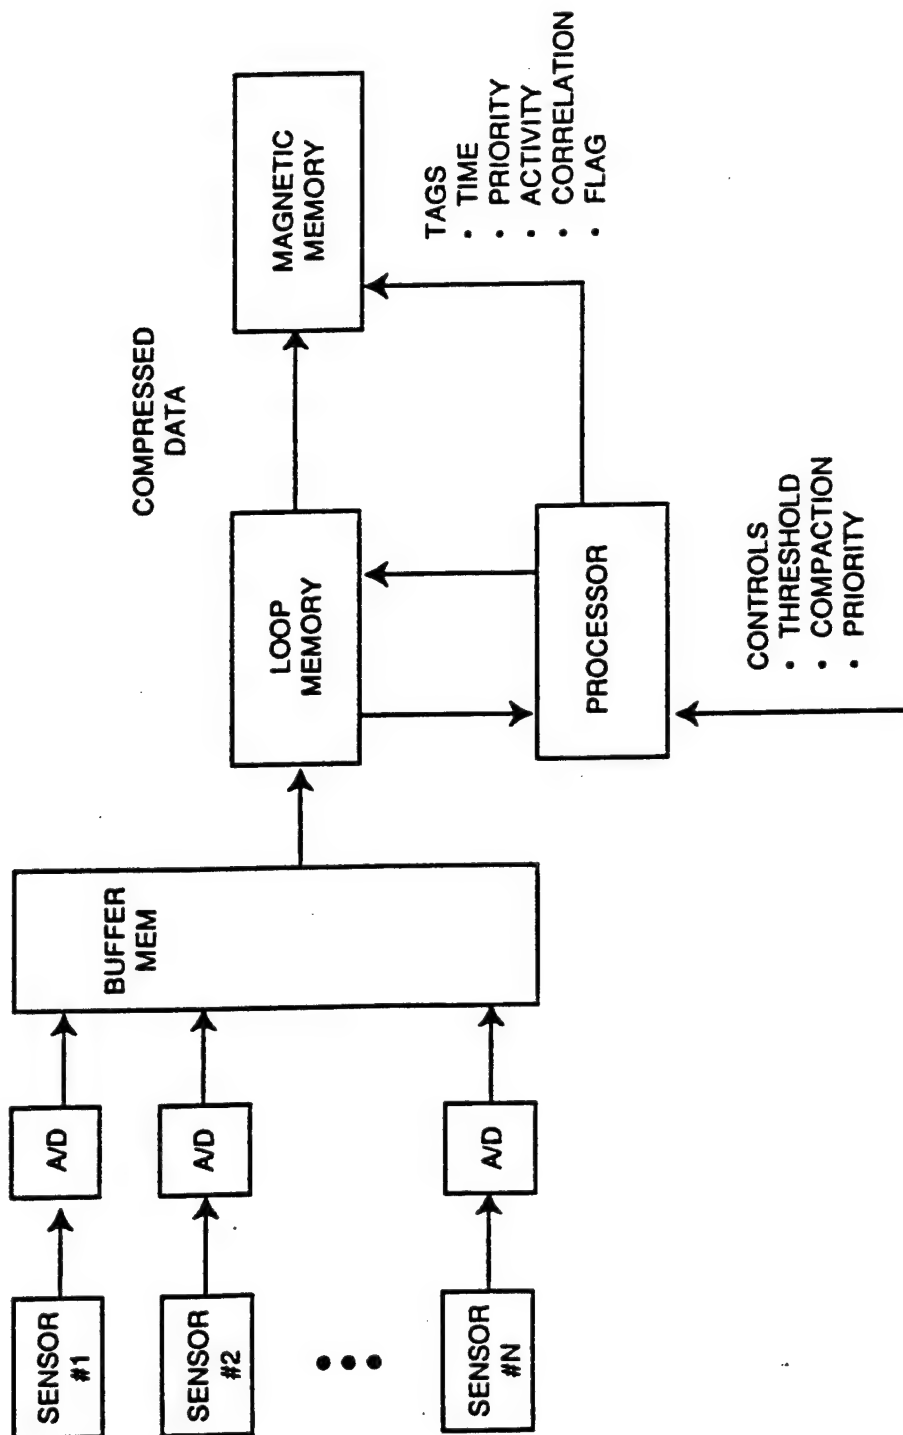 SENSOR
#1
A/D
SENSOR
#2
A/D
SENSOR
#N
A/D
BUFFER
MEM
LOOP
MEMORY
COMPRESSED
DATA
MAGNETIC
MEMORY
PROCESSOR
TAGS
• TIME
• PRIORITY
• ACTIVITY
• CORRELATION
• FLAG
CONTROLS
• THRESHOLD
• COMPACTION
• PRIORITY